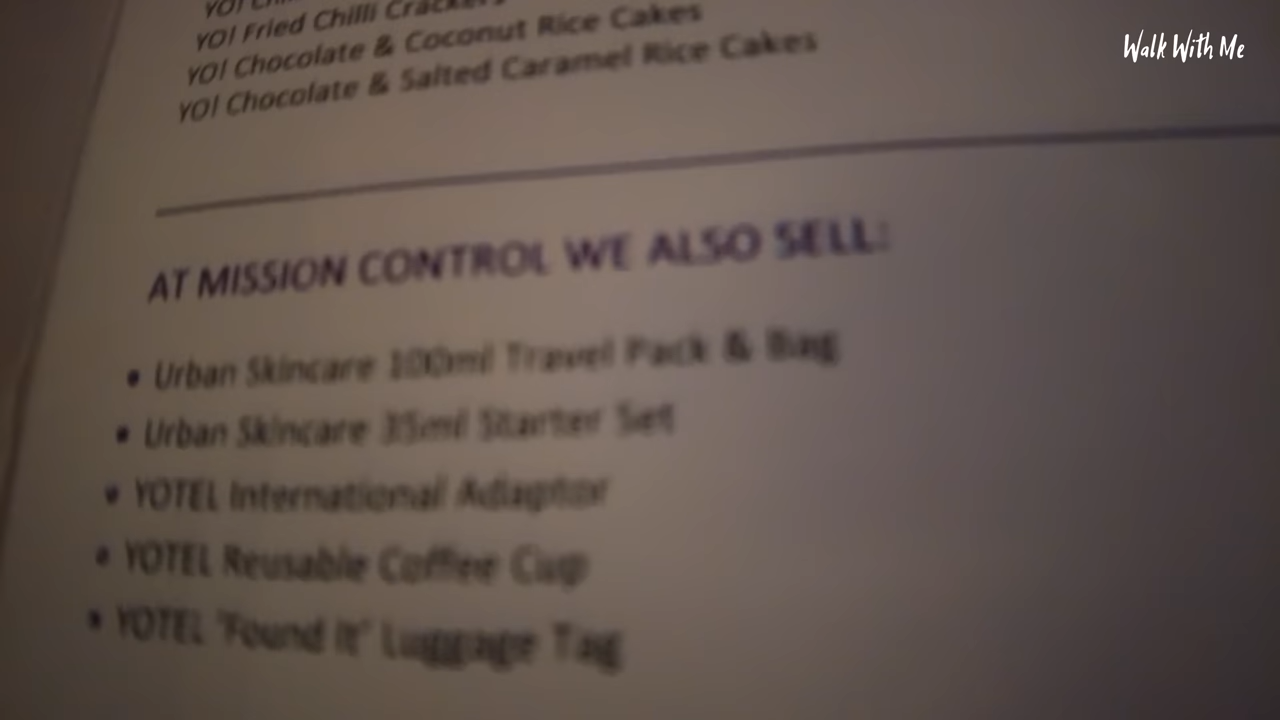 YO! Fried Chilli Crackers
YO! Chocolate & Coconut Rice Cakes
YO! Chocolate & Salted Caramel Rice Cakes
AT MISSION CONTROL WE ALSO SELL:
• Urban Skincare 100ml Travel Pack & Bag
• Urban Skincare 35ml Starter Set
• YOTEL International Adaptor
• YOTEL Reusable Coffee Cup
• YOTEL 'Found It' Luggage Tag
Walk With Me